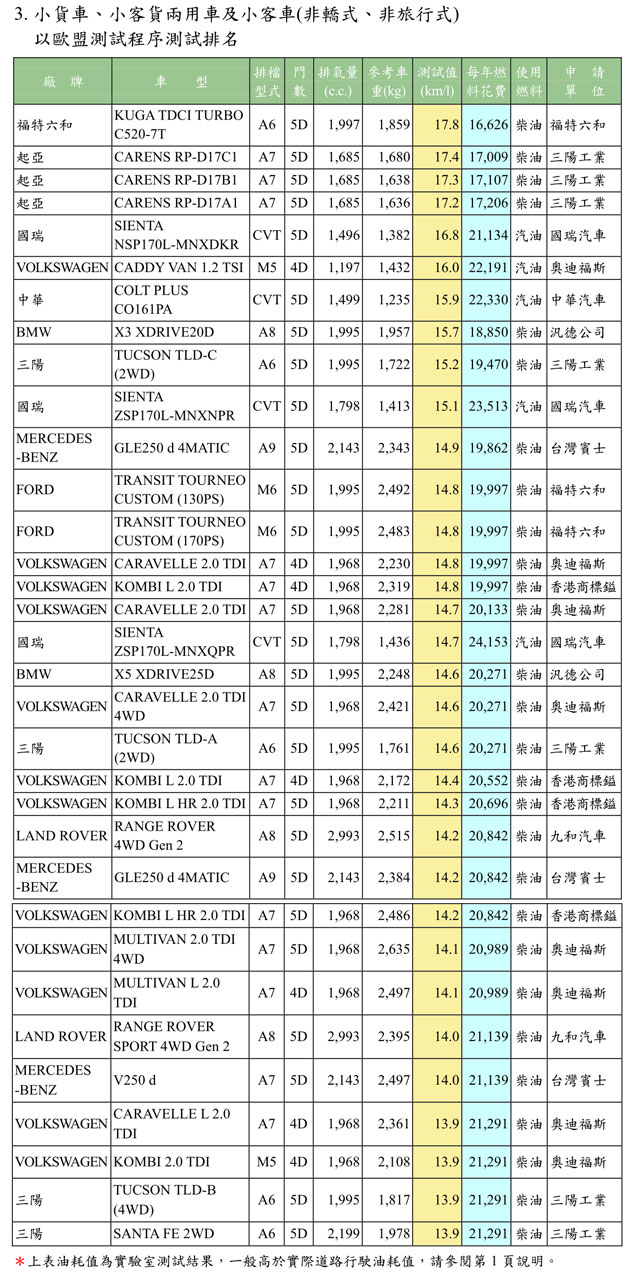 3. 小貨車、小客貨兩用車及小客車(非轎式、非旅行式)
以歐盟測試程序測試排名
廠牌 車型 排檔型式 門數 排氣量(c.c.) 參考車重(kg) 測試值(km/l) 每年燃料花費 使用燃料 申請單位
福特六和 KUGA TDCI TURBO C520-7T A6 5D 1,997 1,859 17.8 16,626 柴油 福特六和
起亞 CARENS RP-D17C1 A7 5D 1,685 1,680 17.4 17,009 柴油 三陽工業
起亞 CARENS RP-D17B1 A7 5D 1,685 1,638 17.3 17,107 柴油 三陽工業
起亞 CARENS RP-D17A1 A7 5D 1,685 1,636 17.2 17,206 柴油 三陽工業
國瑞 SIENTA NSP170L-MNXDKR CVT 5D 1,496 1,382 16.8 21,134 汽油 國瑞汽車
VOLKSWAGEN CADDY VAN 1.2 TSI M5 4D 1,197 1,432 16.0 22,191 汽油 奧迪福斯
中華 COLT PLUS CO161PA CVT 5D 1,499 1,235 15.9 22,330 汽油 中華汽車
BMW X3 XDRIVE20D A8 5D 1,995 1,957 15.7 18,850 柴油 汎德公司
三陽 TUCSON TLD-C (2WD) A6 5D 1,995 1,722 15.2 19,470 柴油 三陽工業
國瑞 SIENTA ZSP170L-MNXNPR CVT 5D 1,798 1,413 15.1 23,513 汽油 國瑞汽車
MERCEDES -BENZ GLE250 d 4MATIC A9 5D 2,143 2,343 14.9 19,862 柴油 台灣賓士
FORD TRANSIT TOURNEO CUSTOM (130PS) M6 5D 1,995 2,492 14.8 19,997 柴油 福特六和
FORD TRANSIT TOURNEO CUSTOM (170PS) M6 5D 1,995 2,483 14.8 19,997 柴油 福特六和
VOLKSWAGEN CARAVELLE 2.0 TDI A7 4D 1,968 2,230 14.8 19,997 柴油 奧迪福斯
VOLKSWAGEN KOMBI L 2.0 TDI A7 4D 1,968 2,319 14.8 19,997 柴油 香港商標鎰
VOLKSWAGEN CARAVELLE 2.0 TDI A7 5D 1,968 2,281 14.7 20,133 柴油 奧迪福斯
國瑞 SIENTA ZSP170L-MNXQPR CVT 5D 1,798 1,436 14.7 24,153 汽油 國瑞汽車
BMW X5 XDRIVE25D A8 5D 1,995 2,248 14.6 20,271 柴油 汎德公司
VOLKSWAGEN CARAVELLE 2.0 TDI 4WD A7 5D 1,968 2,421 14.6 20,271 柴油 奧迪福斯
三陽 TUCSON TLD-A (2WD) A6 5D 1,995 1,761 14.6 20,271 柴油 三陽工業
VOLKSWAGEN KOMBI L 2.0 TDI A7 4D 1,968 2,172 14.4 20,552 柴油 香港商標鎰
VOLKSWAGEN KOMBI L HR 2.0 TDI A7 5D 1,968 2,211 14.3 20,696 柴油 香港商標鎰
LAND ROVER RANGE ROVER 4WD Gen 2 A8 5D 2,993 2,515 14.2 20,842 柴油 九和汽車
MERCEDES -BENZ GLE250 d 4MATIC A9 5D 2,143 2,384 14.2 20,842 柴油 台灣賓士
VOLKSWAGEN KOMBI L HR 2.0 TDI A7 5D 1,968 2,486 14.2 20,842 柴油 香港商標鎰
VOLKSWAGEN MULTIVAN 2.0 TDI 4WD A7 5D 1,968 2,635 14.1 20,989 柴油 奧迪福斯
VOLKSWAGEN MULTIVAN L 2.0 TDI A7 4D 1,968 2,497 14.1 20,989 柴油 奧迪福斯
LAND ROVER RANGE ROVER SPORT 4WD Gen 2 A8 5D 2,993 2,395 14.0 21,139 柴油 九和汽車
MERCEDES -BENZ V250 d A7 5D 2,143 2,497 14.0 21,139 柴油 台灣賓士
VOLKSWAGEN CARAVELLE L 2.0 TDI A7 4D 1,968 2,361 13.9 21,291 柴油 奧迪福斯
VOLKSWAGEN KOMBI 2.0 TDI M5 4D 1,968 2,108 13.9 21,291 柴油 奧迪福斯
三陽 TUCSON TLD-B (4WD) A6 5D 1,995 1,817 13.9 21,291 柴油 三陽工業
三陽 SANTA FE 2WD A6 5D 2,199 1,978 13.9 21,291 柴油 三陽工業
*上表油耗值為實驗室測試結果，一般高於實際道路行駛油耗值，請參閱第1頁說明。